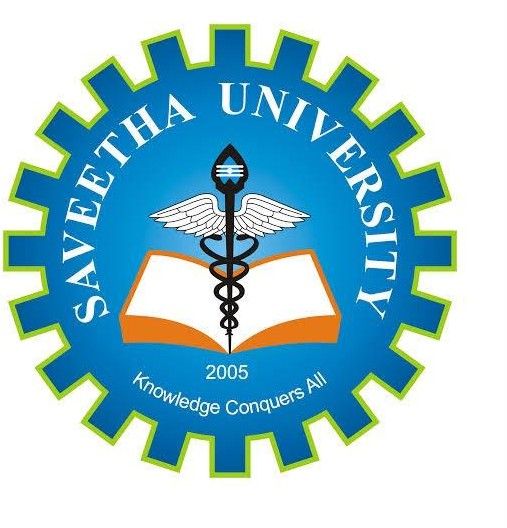 SAVEETHA UNIVERSITY
2005
Knowledge Conquers All